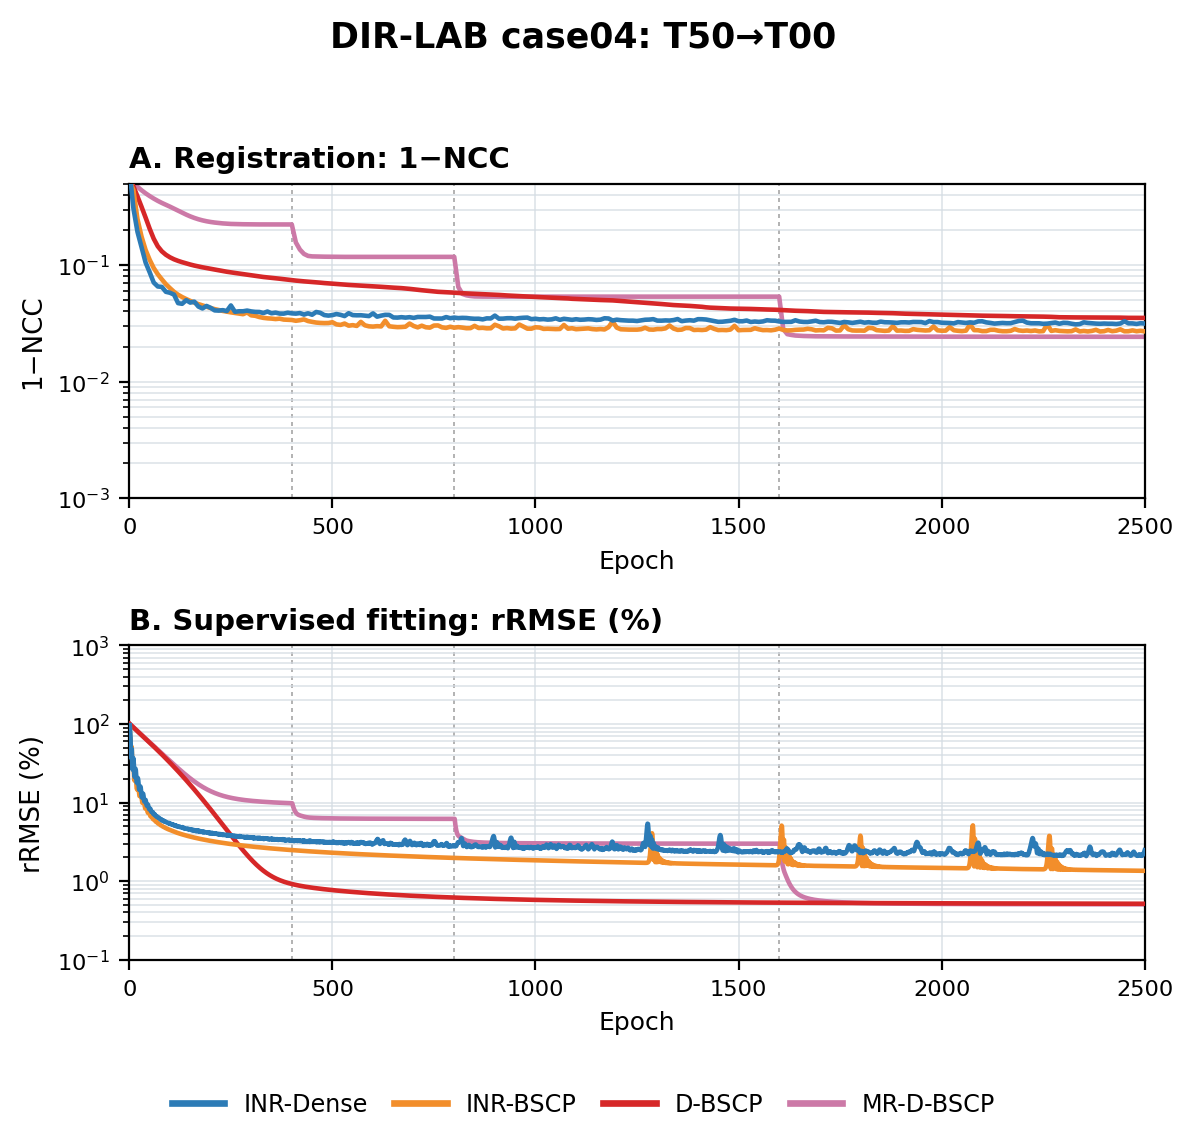 DIR-LAB case04: T50→T00
A. Registration: 1−NCC
1−NCC
10⁻¹
10⁻²
10⁻³
0 500 1000 1500 2000 2500
Epoch
B. Supervised fitting: rRMSE (%)
rRMSE (%)
10³
10²
10¹
10⁰
10⁻¹
0 500 1000 1500 2000 2500
Epoch
INR-Dense INR-BSCP D-BSCP MR-D-BSCP